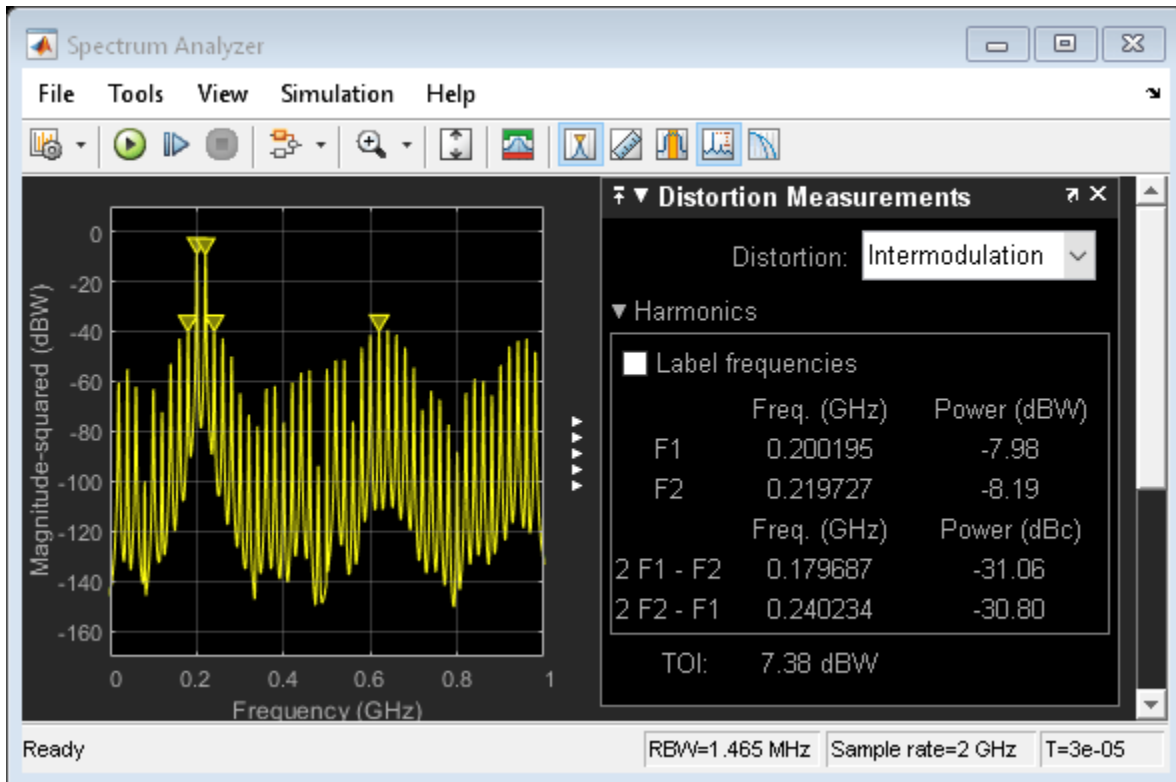 Spectrum Analyzer
File Tools View Simulation Help
Distortion Measurements
Distortion: Intermodulation
Harmonics
Label frequencies
Freq. (GHz) Power (dBW)
F1 0.200195 -7.98
F2 0.219727 -8.19
Freq. (GHz) Power (dBc)
2 F1 - F2 0.179687 -31.06
2 F2 - F1 0.240234 -30.80
TOI: 7.38 dBW
Magnitude-squared (dBW)
0
-20
-40
-60
-80
-100
-120
-140
-160
0 0.2 0.4 0.6 0.8 1
Frequency (GHz)
Ready RBW=1.465 MHz Sample rate=2 GHz T=3e-05